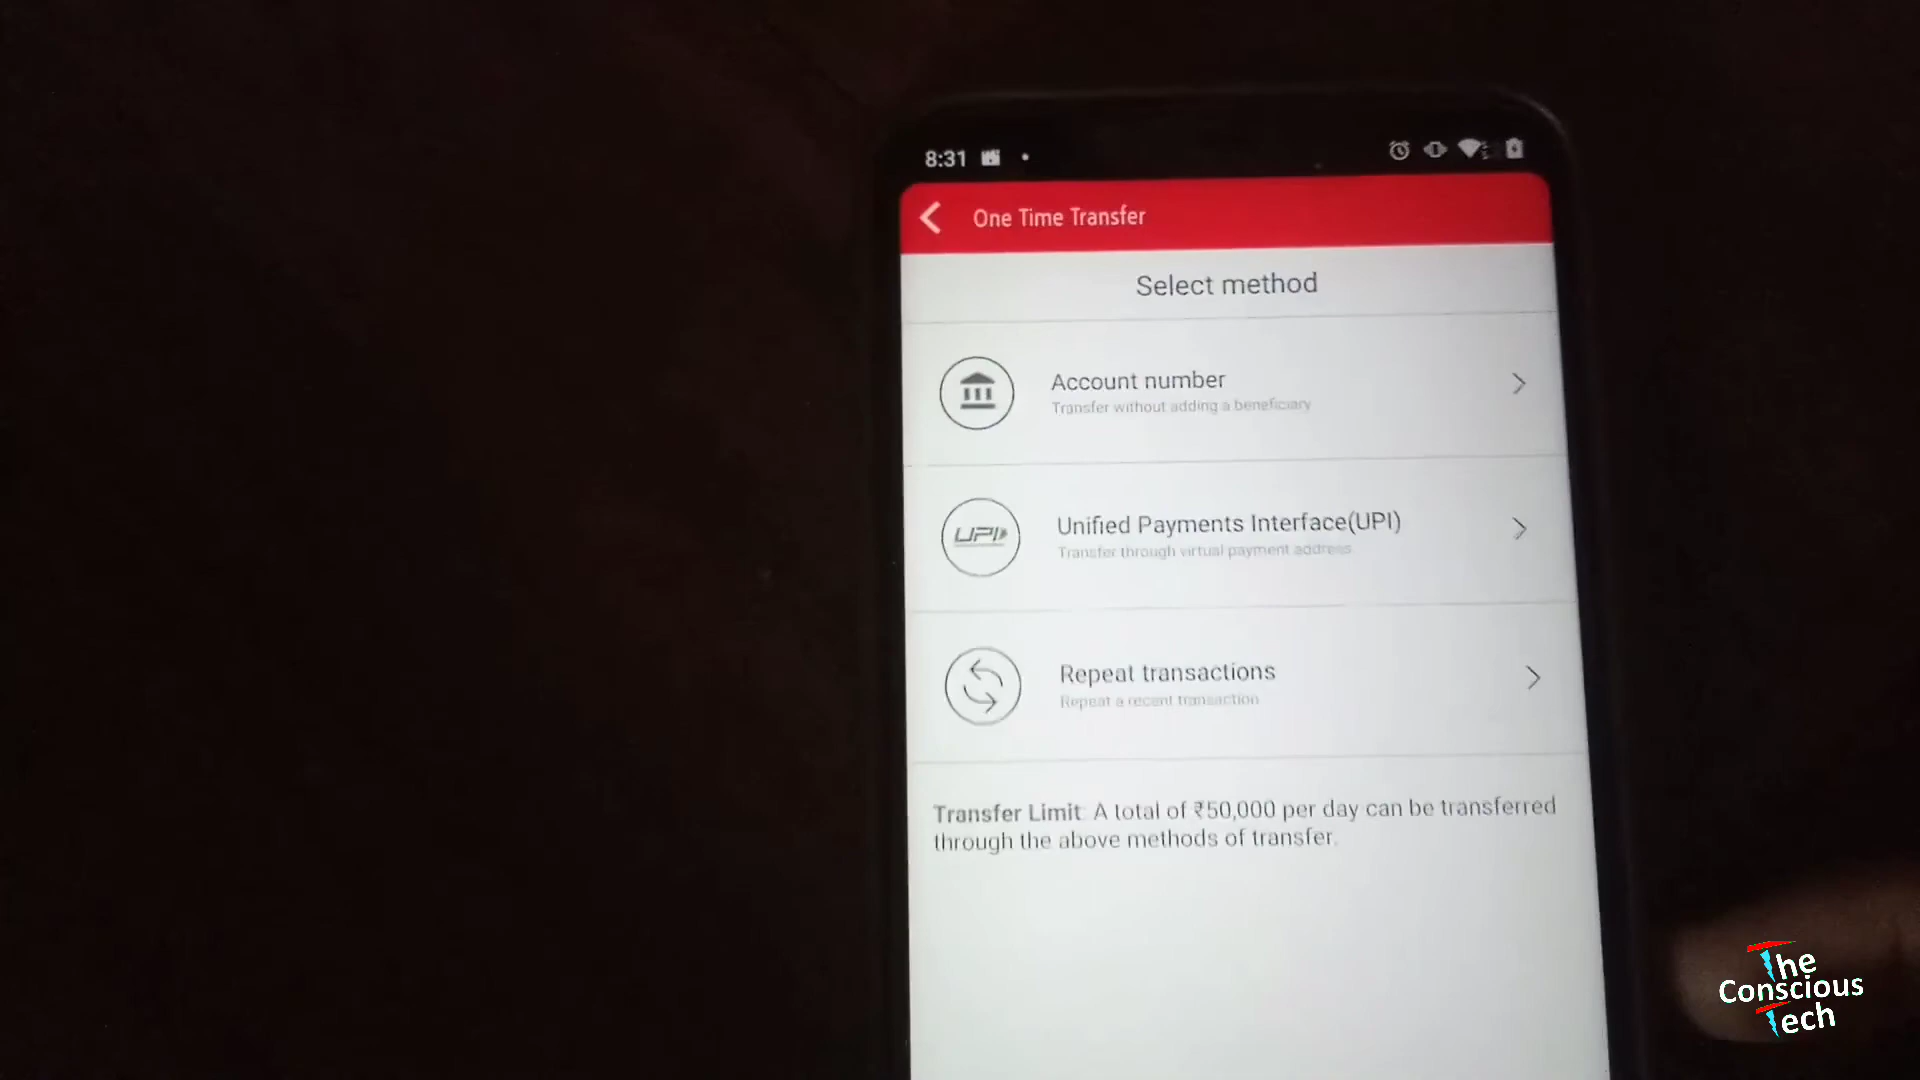 8:31
One Time Transfer
Select method
Account number
Transfer without adding a beneficiary
UPI
Unified Payments Interface(UPI)
Transfer through virtual payment address
Repeat transactions
Repeat a recent transaction
Transfer Limit: A total of ₹50,000 per day can be transferred
through the above methods of transfer.
The
Conscious
Tech